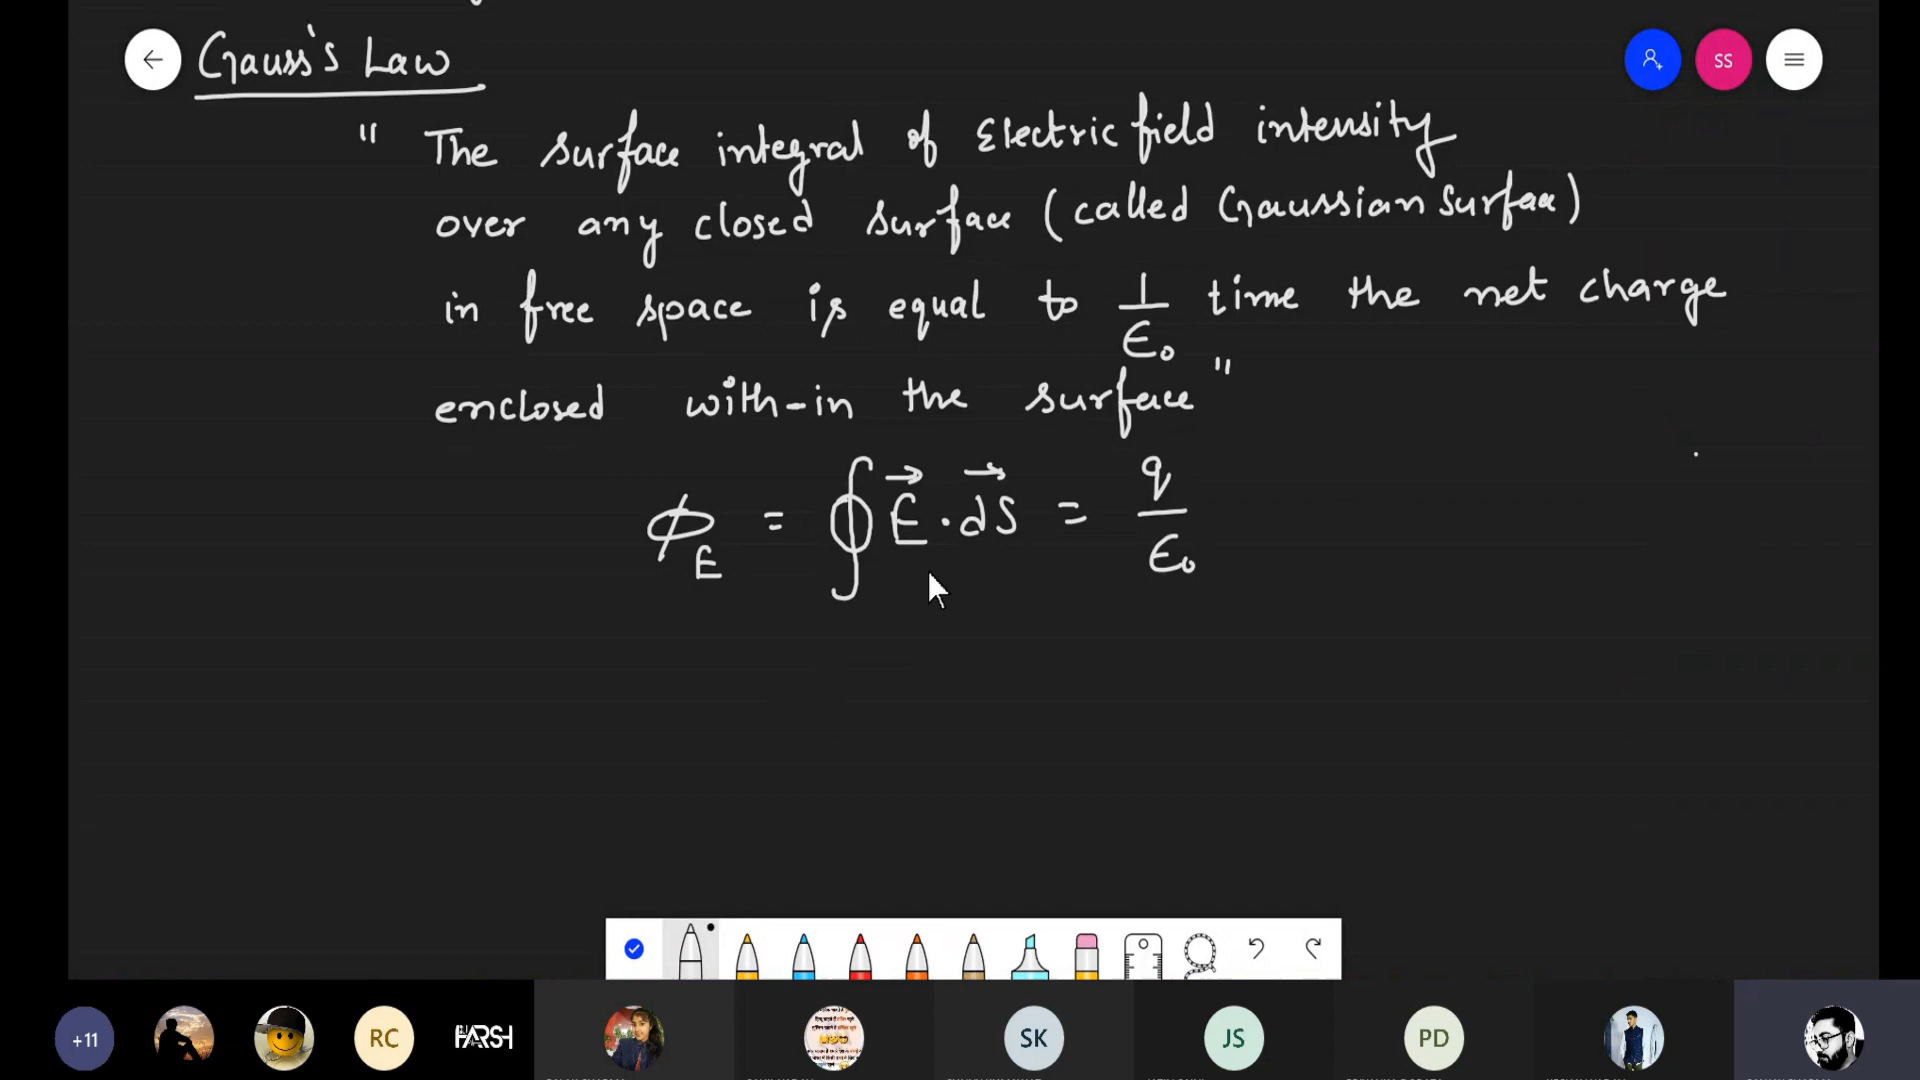 Gauss's Law
SS
" The surface integral of Electric field intensity
over any closed surface (called Gaussian Surface)
in free space is equal to 1/ϵ₀ time the net charge
enclosed with-in the surface "
ϕ_E = ∮ E⃗ · dS⃗ = q/ϵ₀
+11
RC
HARSH
SK
JS
PD